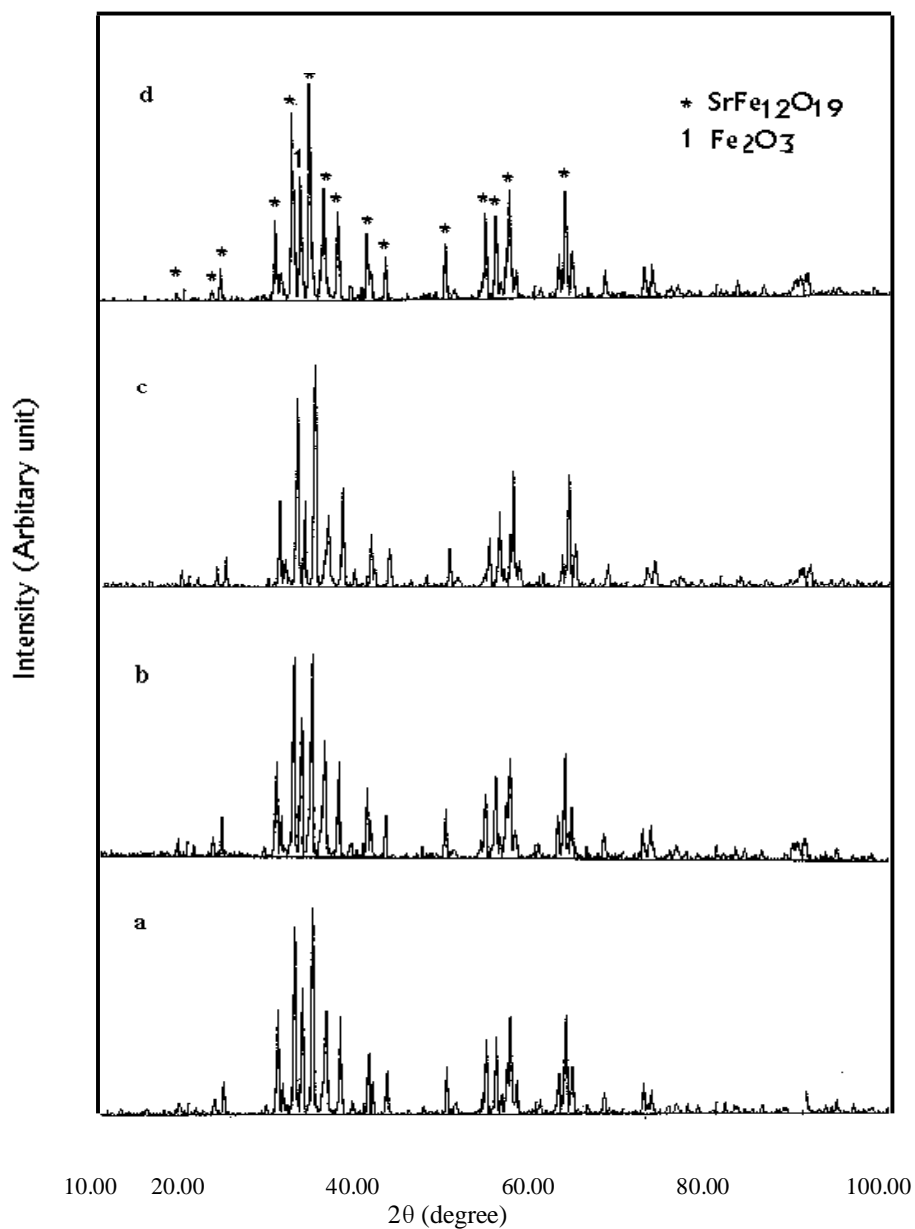 d
* SrFe12O19
1 Fe2O3
* * * * * 1 * * * * * * * * * *
c
Intensity (Arbitary unit)
b
a
10.00 20.00 40.00 60.00 80.00 100.00
2θ (degree)